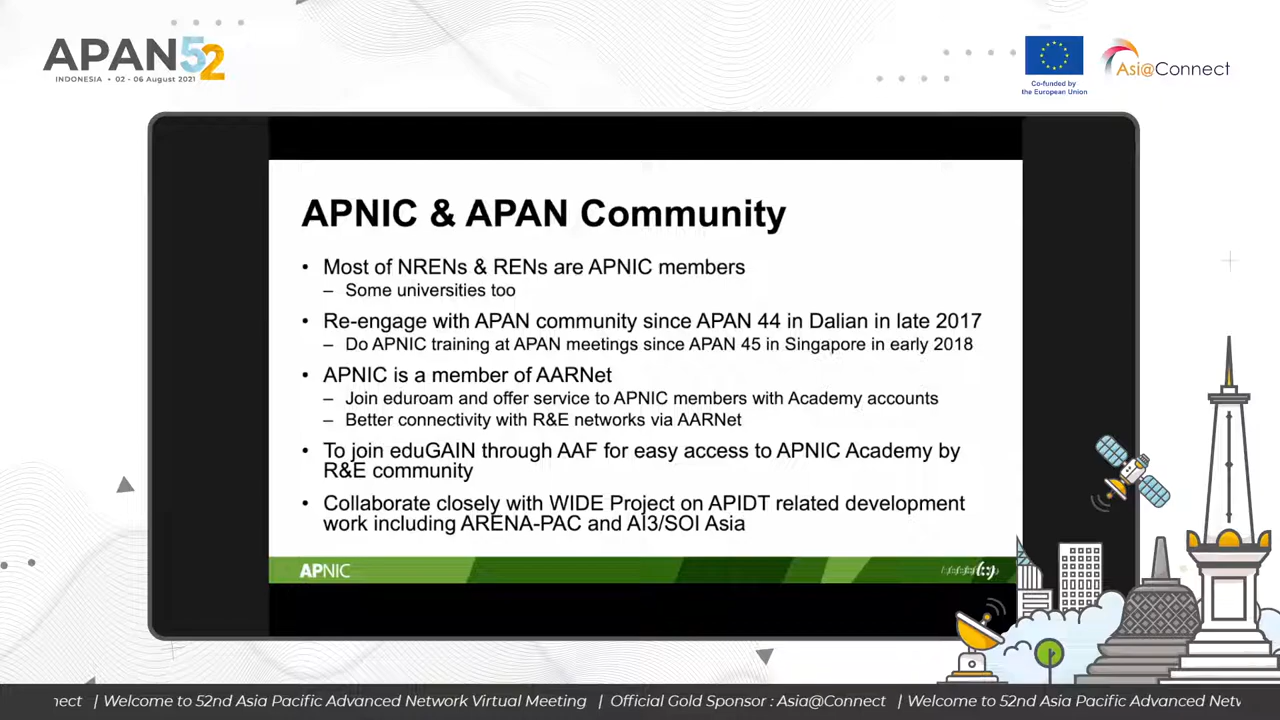 APAN52
INDONESIA • 02 - 06 August 2021
Co-funded by
the European Union
Asi@Connect
APNIC & APAN Community
• Most of NRENs & RENs are APNIC members
– Some universities too
• Re-engage with APAN community since APAN 44 in Dalian in late 2017
– Do APNIC training at APAN meetings since APAN 45 in Singapore in early 2018
• APNIC is a member of AARNet
– Join eduroam and offer service to APNIC members with Academy accounts
– Better connectivity with R&E networks via AARNet
• To join eduGAIN through AAF for easy access to APNIC Academy by
R&E community
• Collaborate closely with WIDE Project on APIDT related development
work including ARENA-PAC and AI3/SOI Asia
APNIC
nect | Welcome to 52nd Asia Pacific Advanced Network Virtual Meeting | Official Gold Sponsor : Asia@Connect | Welcome to 52nd Asia Pacific Advanced Netv